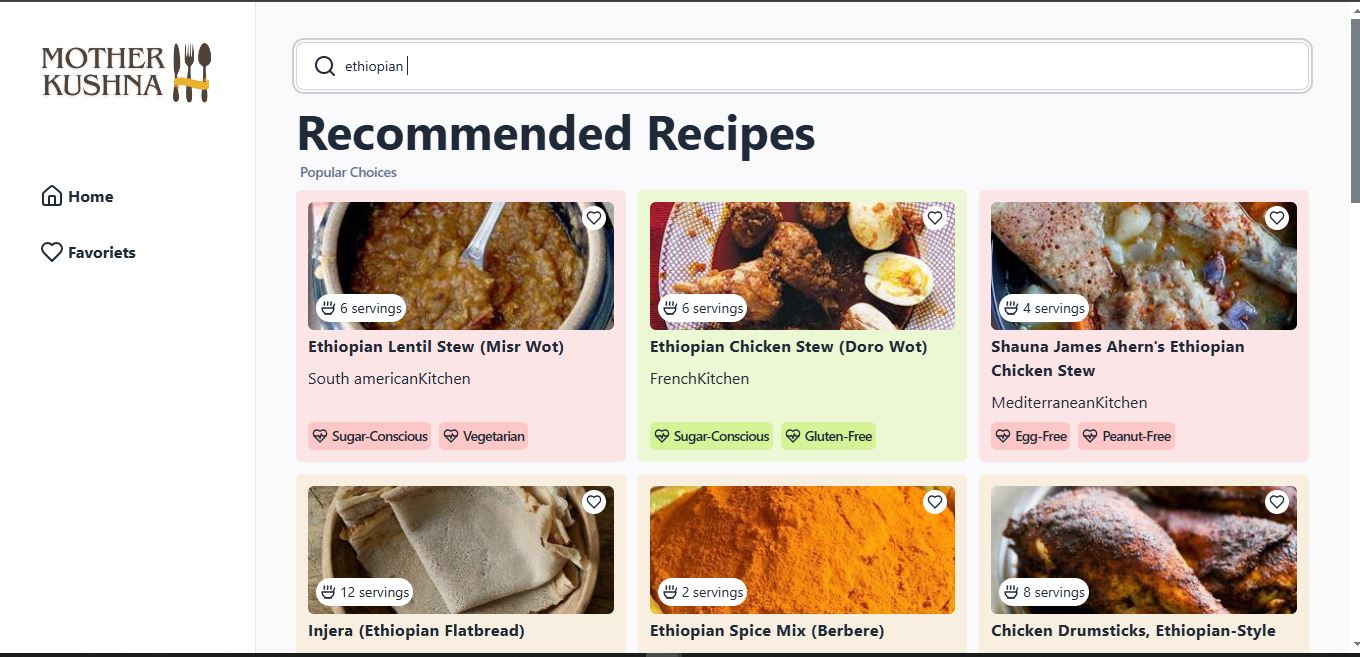 MOTHER
KUSHNA
ethiopian
Home
Favoriets
Recommended Recipes
Popular Choices
6 servings
Ethiopian Lentil Stew (Misr Wot)
South americanKitchen
Sugar-Conscious
Vegetarian
6 servings
Ethiopian Chicken Stew (Doro Wot)
FrenchKitchen
Sugar-Conscious
Gluten-Free
4 servings
Shauna James Ahern's Ethiopian
Chicken Stew
MediterraneanKitchen
Egg-Free
Peanut-Free
12 servings
Injera (Ethiopian Flatbread)
2 servings
Ethiopian Spice Mix (Berbere)
8 servings
Chicken Drumsticks, Ethiopian-Style